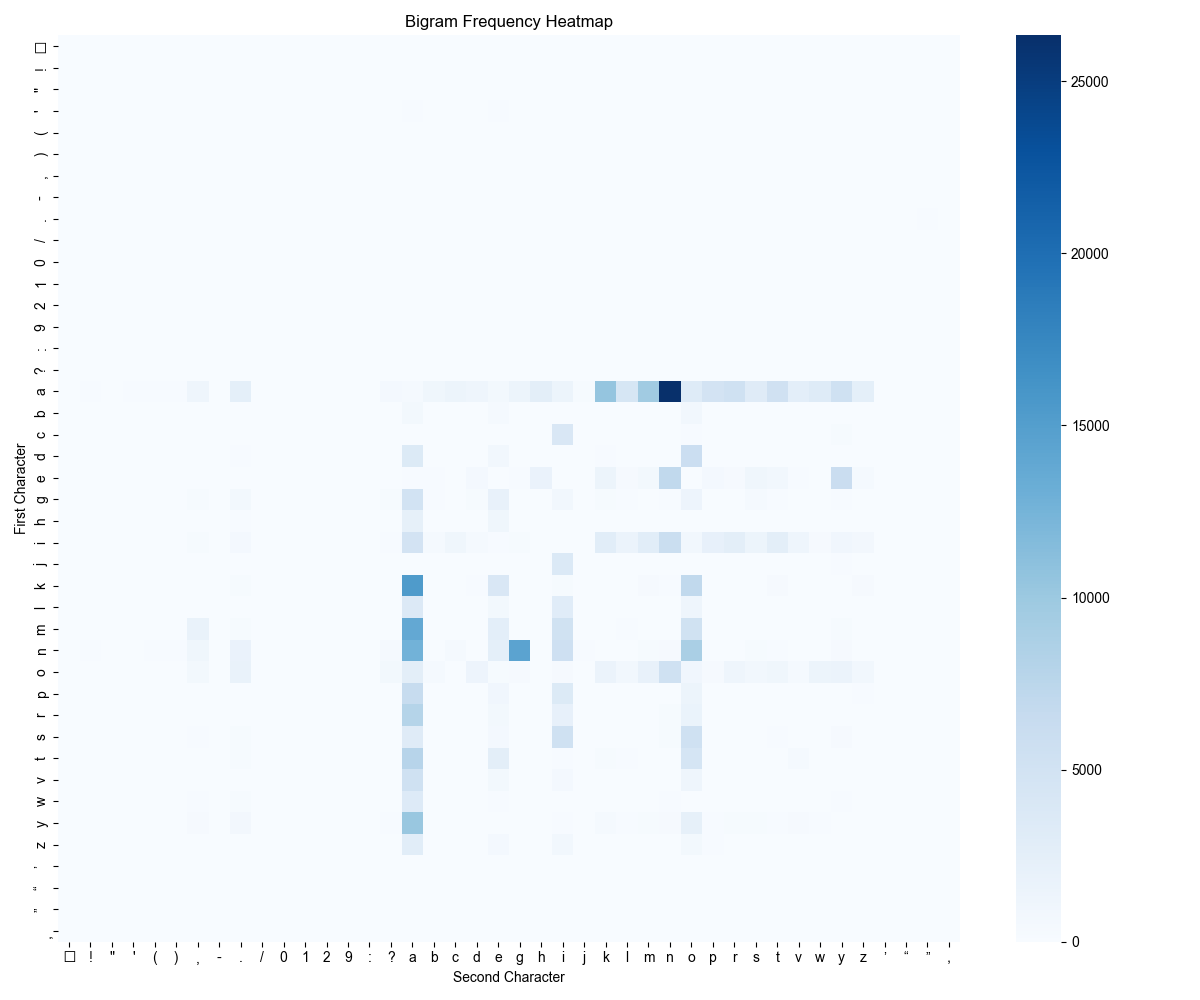 Bigram Frequency Heatmap
First Character
□
!
"
'
(
)
,
-
.
/
0
1
2
9
:
?
a
b
c
d
e
g
h
i
j
k
l
m
n
o
p
r
s
t
v
w
y
z
’
“
”
□ ! " ' ( ) , - . / 0 1 2 9 : ? a b c d e g h i j k l m n o p r s t v w y z ’ “ ”
Second Character
25000
20000
15000
10000
5000
0